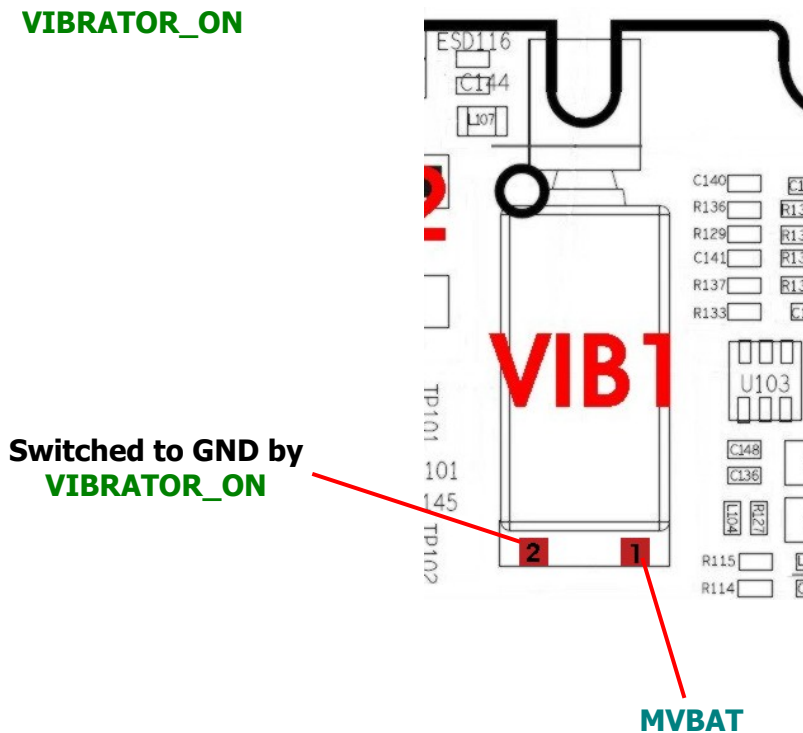 VIBRATOR_ON
ESD116
C144
L107
C140
R136
R129
C141
R137
R133
VIB1
U103
TP101
Switched to GND by
VIBRATOR_ON
101
145
TP102
C148
C136
L104
R127
2
1
R115
R114
MVBAT